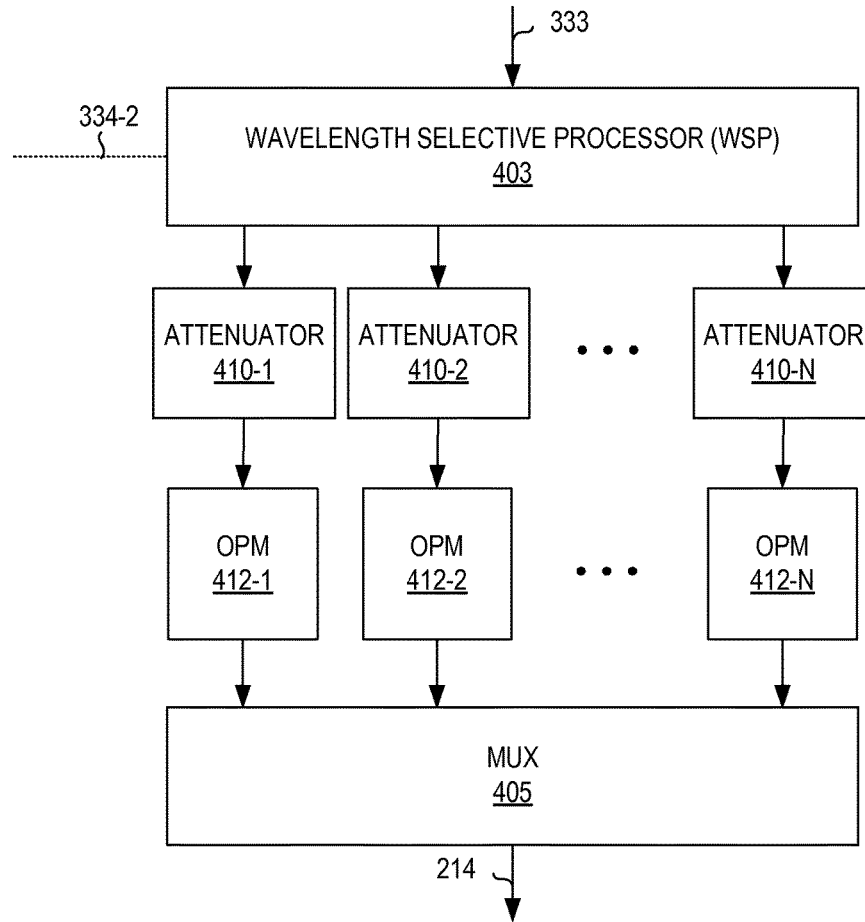 333
334-2
WAVELENGTH SELECTIVE PROCESSOR (WSP)
403
ATTENUATOR
410-1
ATTENUATOR
410-2
ATTENUATOR
410-N
OPM
412-1
OPM
412-2
OPM
412-N
MUX
405
214